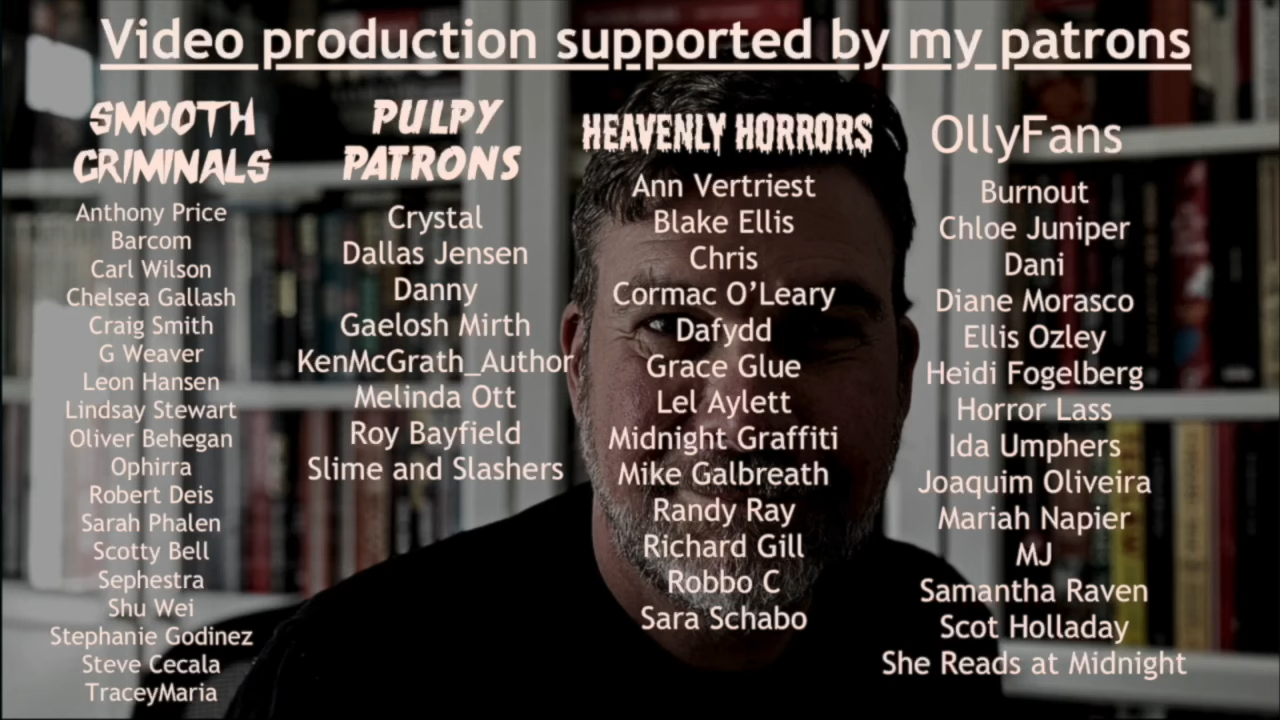 Video production supported by my patrons
SMOOTH
CRIMINALS
Anthony Price
Barcom
Carl Wilson
Chelsea Gallash
Craig Smith
G Weaver
Leon Hansen
Lindsay Stewart
Oliver Behegan
Ophirra
Robert Deis
Sarah Phalen
Scotty Bell
Sephestra
Shu Wei
Stephanie Godinez
Steve Cecala
TraceyMaria
PULPY
PATRONS
Crystal
Dallas Jensen
Danny
Gaelosh Mirth
KenMcGrath_Author
Melinda Ott
Roy Bayfield
Slime and Slashers
HEAVENLY HORRORS
Ann Vertriest
Blake Ellis
Chris
Cormac O’Leary
Dafydd
Grace Glue
Lel Aylett
Midnight Graffiti
Mike Galbreath
Randy Ray
Richard Gill
Robbo C
Sara Schabo
OllyFans
Burnout
Chloe Juniper
Dani
Diane Morasco
Ellis Ozley
Heidi Fogelberg
Horror Lass
Ida Umphers
Joaquim Oliveira
Mariah Napier
MJ
Samantha Raven
Scot Holladay
She Reads at Midnight